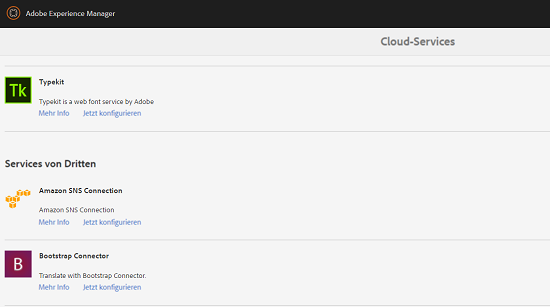 Adobe Experience Manager
Cloud-Services
Tk
Typekit
Typekit is a web font service by Adobe
Mehr Info Jetzt konfigurieren
Services von Dritten
Amazon SNS Connection
Amazon SNS Connection
Mehr Info Jetzt konfigurieren
B
Bootstrap Connector
Translate with Bootstrap Connector.
Mehr Info Jetzt konfigurieren